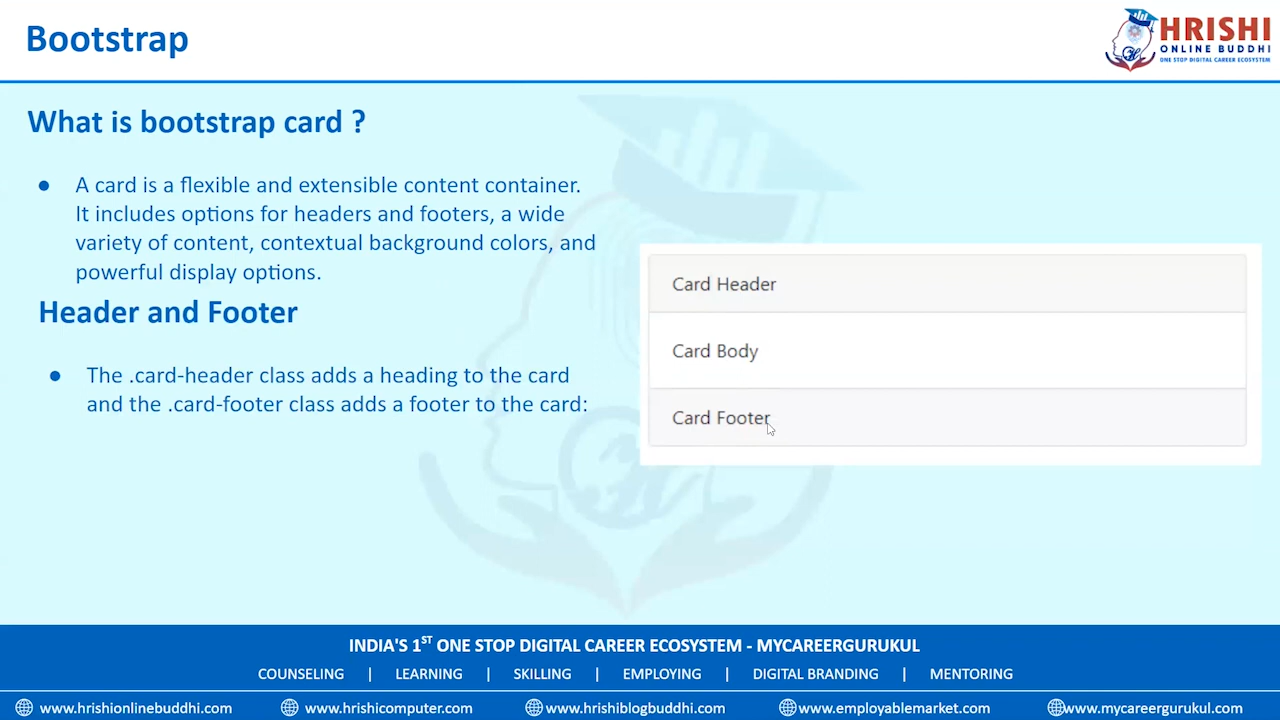 Bootstrap
HRISHI
ONLINE BUDDHI
ONE STOP DIGITAL CAREER ECOSYSTEM
What is bootstrap card ?
● A card is a flexible and extensible content container.
It includes options for headers and footers, a wide
variety of content, contextual background colors, and
powerful display options.
Header and Footer
● The .card-header class adds a heading to the card
and the .card-footer class adds a footer to the card:
Card Header
Card Body
Card Footer
INDIA'S 1ST ONE STOP DIGITAL CAREER ECOSYSTEM - MYCAREERGURUKUL
COUNSELING | LEARNING | SKILLING | EMPLOYING | DIGITAL BRANDING | MENTORING
www.hrishionlinebuddhi.com www.hrishicomputer.com www.hrishiblogbuddhi.com www.employablemarket.com www.mycareergurukul.com